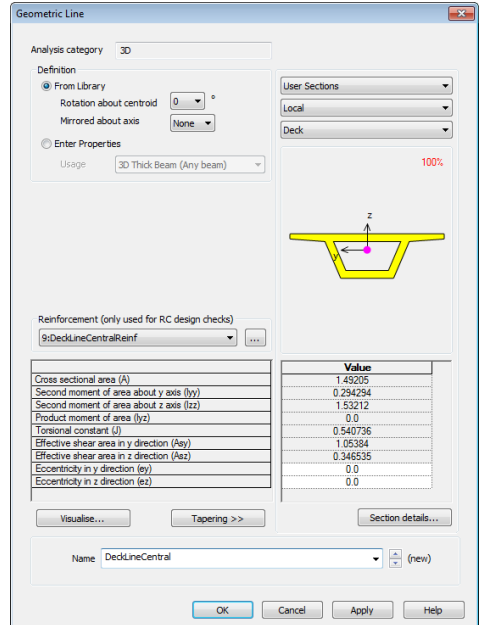 Geometric Line
Analysis category 3D
Definition
From Library
Rotation about centroid 0 °
Mirrored about axis None
Enter Properties
Usage 3D Thick Beam (Any beam)
User Sections
Local
Deck
100%
z
y
Reinforcement (only used for RC design checks)
9:DeckLineCentralReinf ...
Value
Cross sectional area (A) 1.49205
Second moment of area about y axis (Iyy) 0.294294
Second moment of area about z axis (Izz) 1.53212
Product moment of area (Iyz) 0.0
Torsional constant (J) 0.540736
Effective shear area in y direction (Asy) 1.05384
Effective shear area in z direction (Asz) 0.346535
Eccentricity in y direction (ey) 0.0
Eccentricity in z direction (ez) 0.0
Visualise... Tapering >> Section details...
Name DeckLineCentral (new)
OK Cancel Apply Help